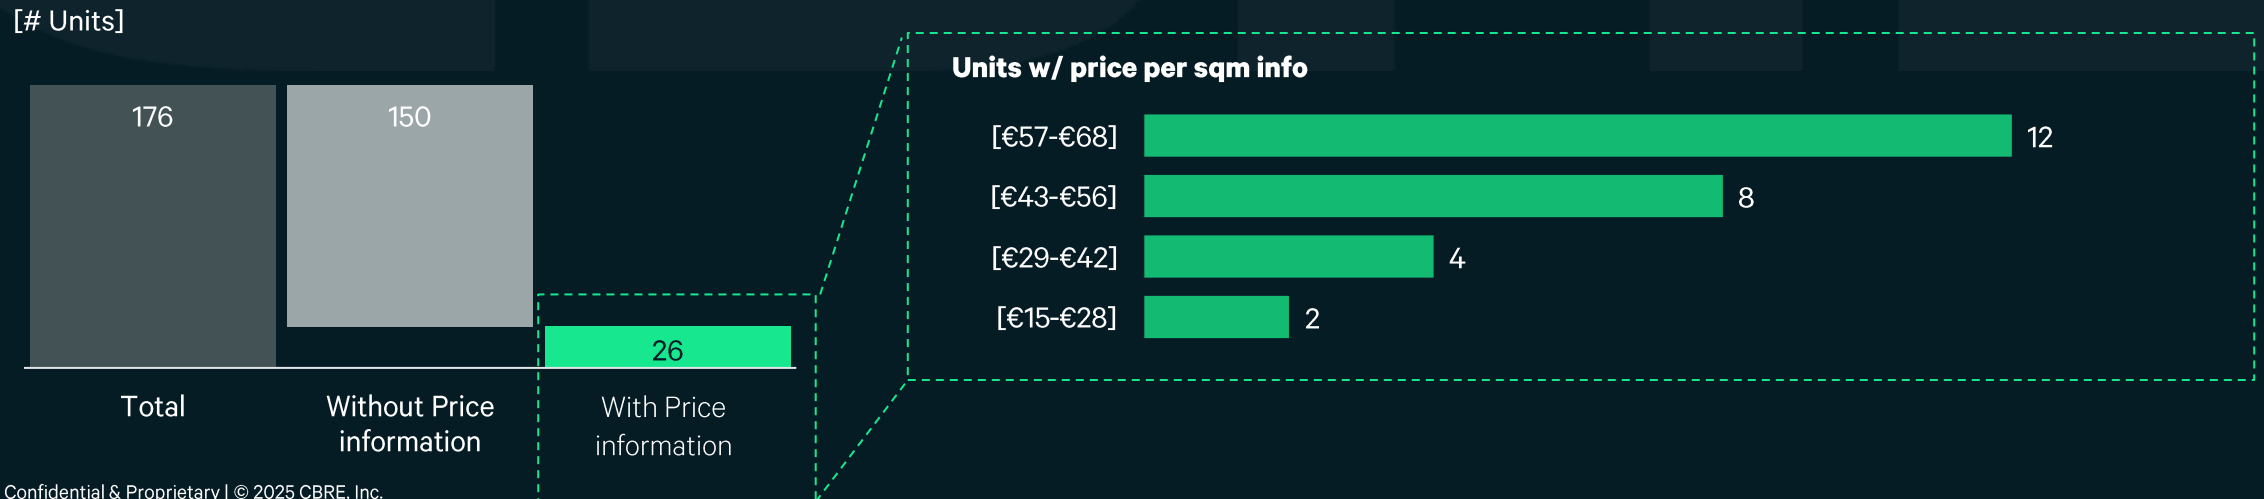 [# Units]
176
150
26
Total
Without Price
information
With Price
information
Units w/ price per sqm info
[€57-€68]
12
[€43-€56]
8
[€29-€42]
4
[€15-€28]
2
Confidential & Proprietary | © 2025 CBRE, Inc.